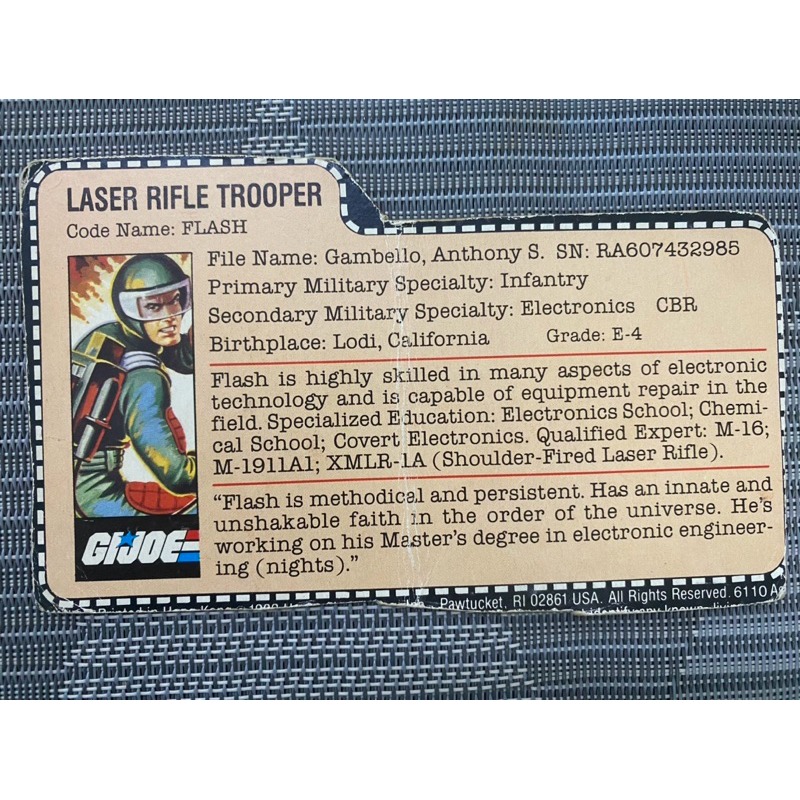 LASER RIFLE TROOPER
Code Name: FLASH
File Name: Gambello, Anthony S. SN: RA607432985
Primary Military Specialty: Infantry
Secondary Military Specialty: Electronics CBR
Birthplace: Lodi, California Grade: E-4
Flash is highly skilled in many aspects of electronic
technology and is capable of equipment repair in the
field. Specialized Education: Electronics School; Chemi-
cal School; Covert Electronics. Qualified Expert: M-16;
M-1911A1; XMLR-1A (Shoulder-Fired Laser Rifle).
"Flash is methodical and persistent. Has an innate and
unshakable faith in the order of the universe. He's
working on his Master's degree in electronic engineer-
ing (nights)."
GI JOE
Pawtucket, RI 02861 USA. All Rights Reserved. 6110